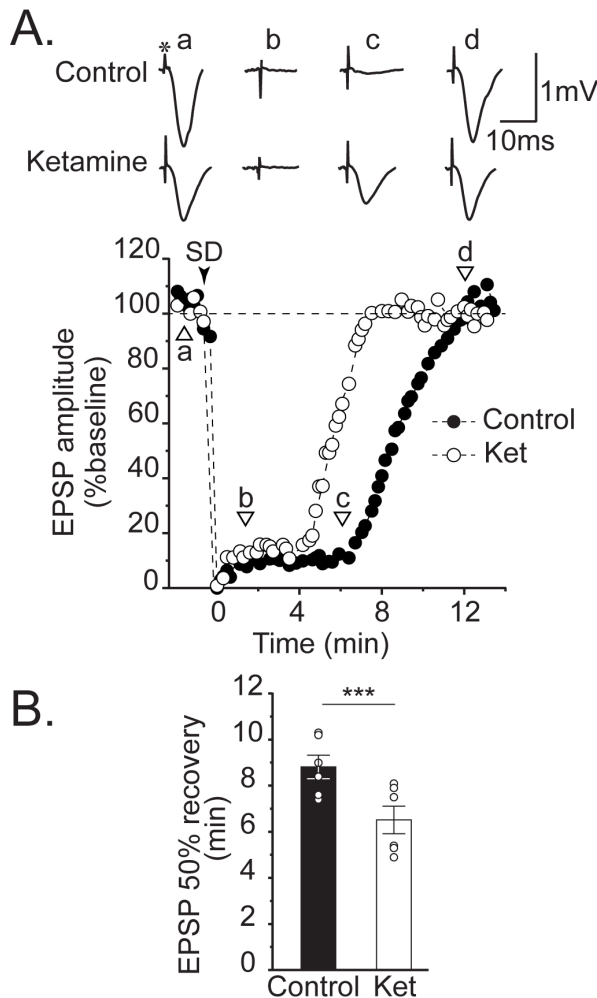 A.
* a b c d
Control
1mV
10ms
Ketamine
120
SD
d
100
a
80
60
Control
Ket
40
b c
20
0
EPSP amplitude
(%baseline)
0 4 8 12
Time (min)
B.
12
***
10
8
6
4
2
0
EPSP 50% recovery
(min)
Control Ket